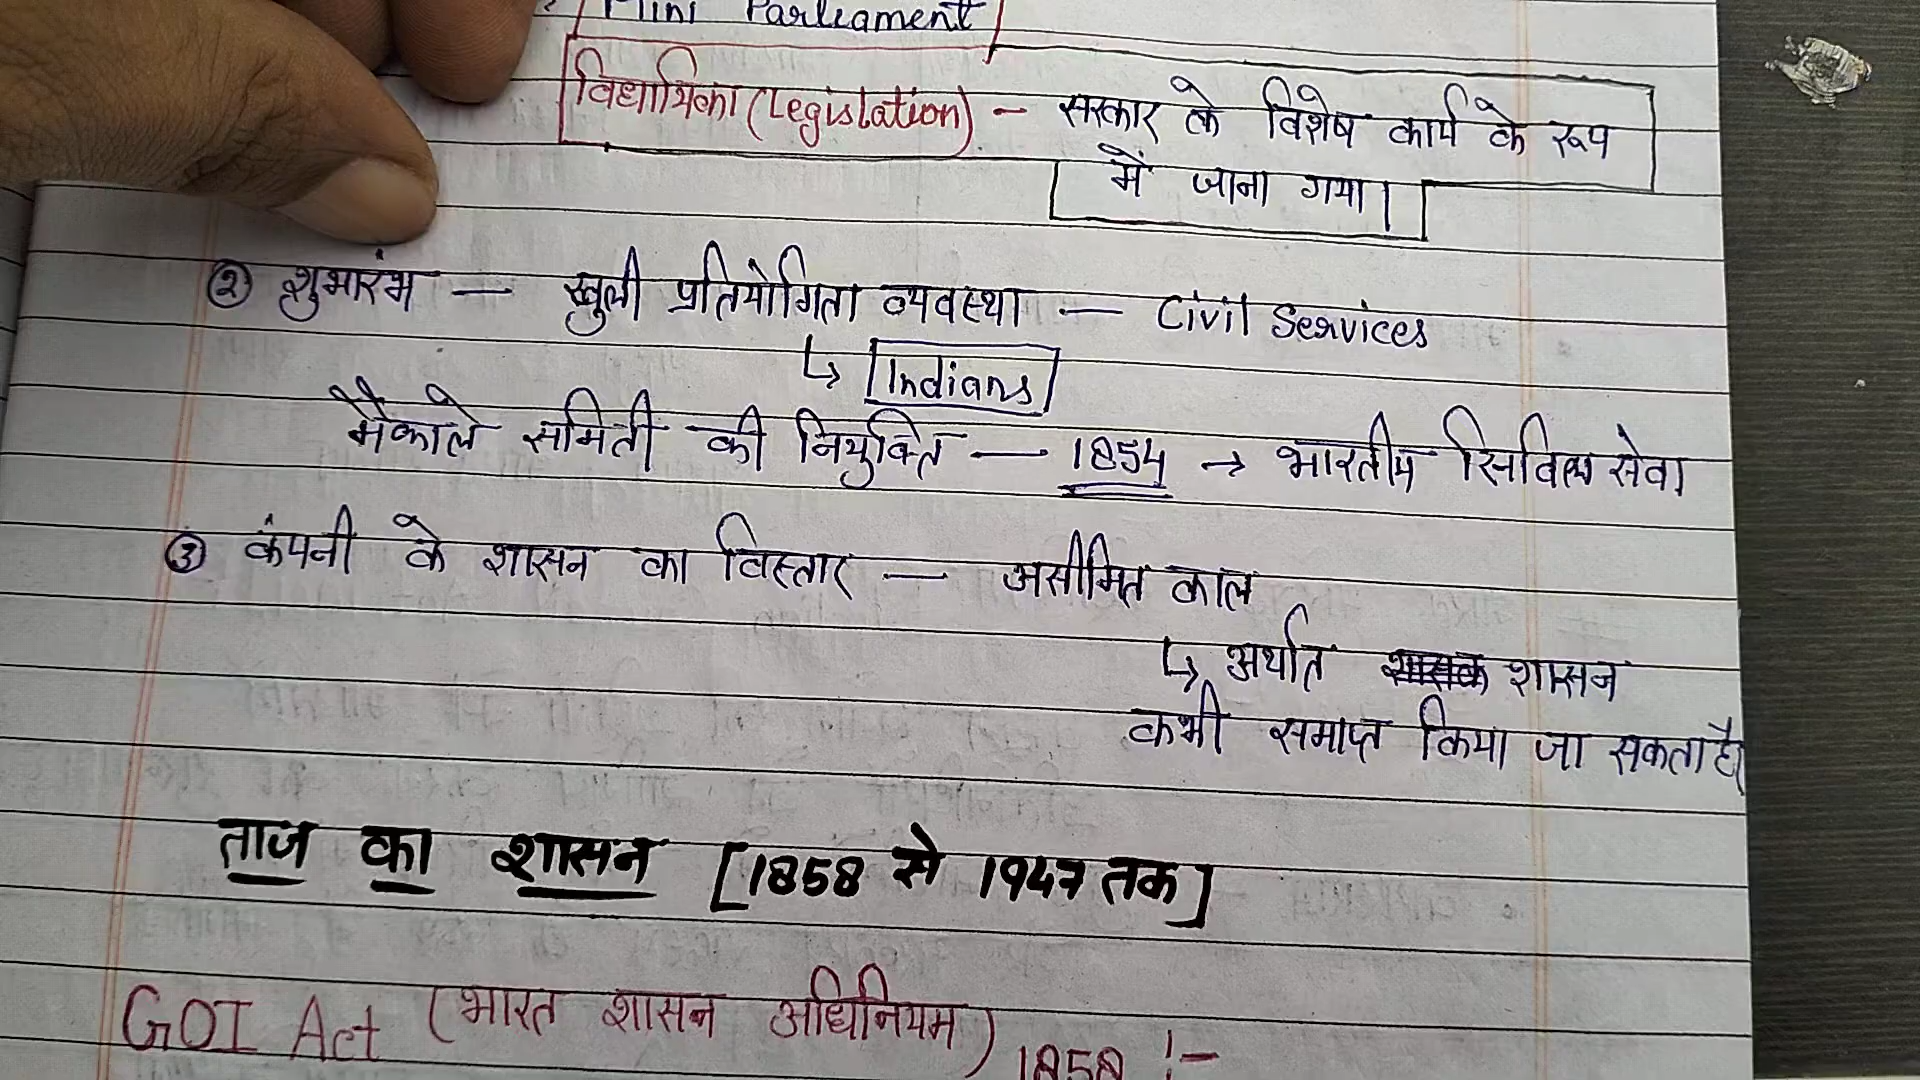 Mini Parliament
विधायिका (Legislation) - सरकार के विशेष कार्य के रूप
में जाना गया।
② शुभारंभ — खुली प्रतियोगिता व्यवस्था — Civil Services
↳ Indians
मैकाले समिती की नियुक्ति — 1854 → भारतीय सिविल सेवा
③ कंपनी के शासन का विस्तार — असीमित काल
↳ अर्थात शासन
कभी समाप्त किया जा सकता है।
ताज का शासन [1858 से 1947 तक]
GOI Act (भारत शासन अधिनियम) 1858 :-